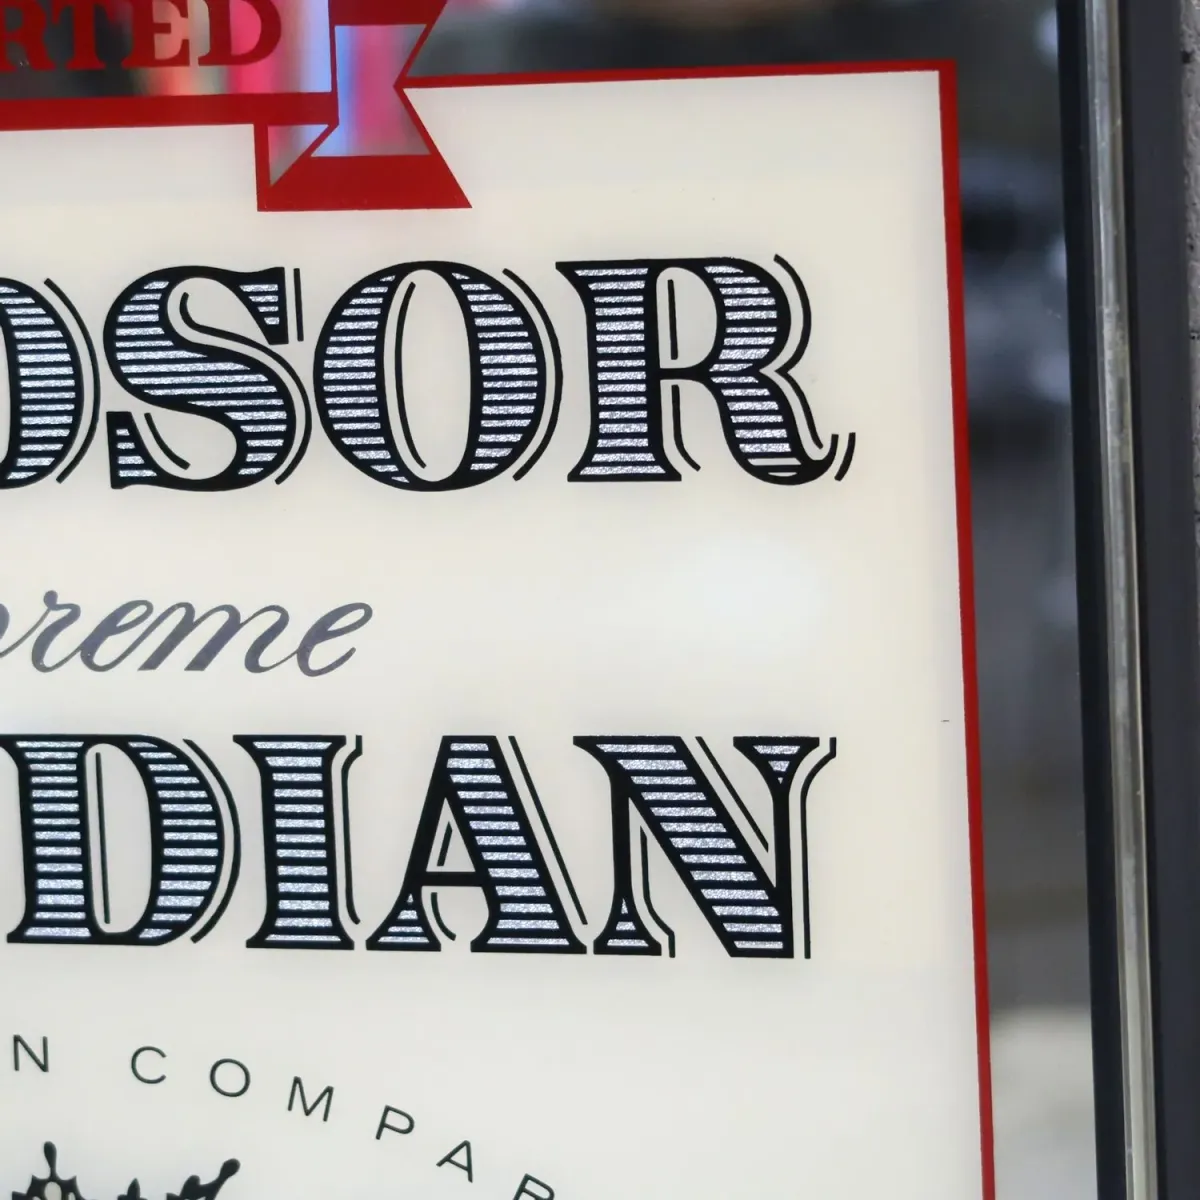 RTED
DSOR
preme
DIAN
N COMPAR